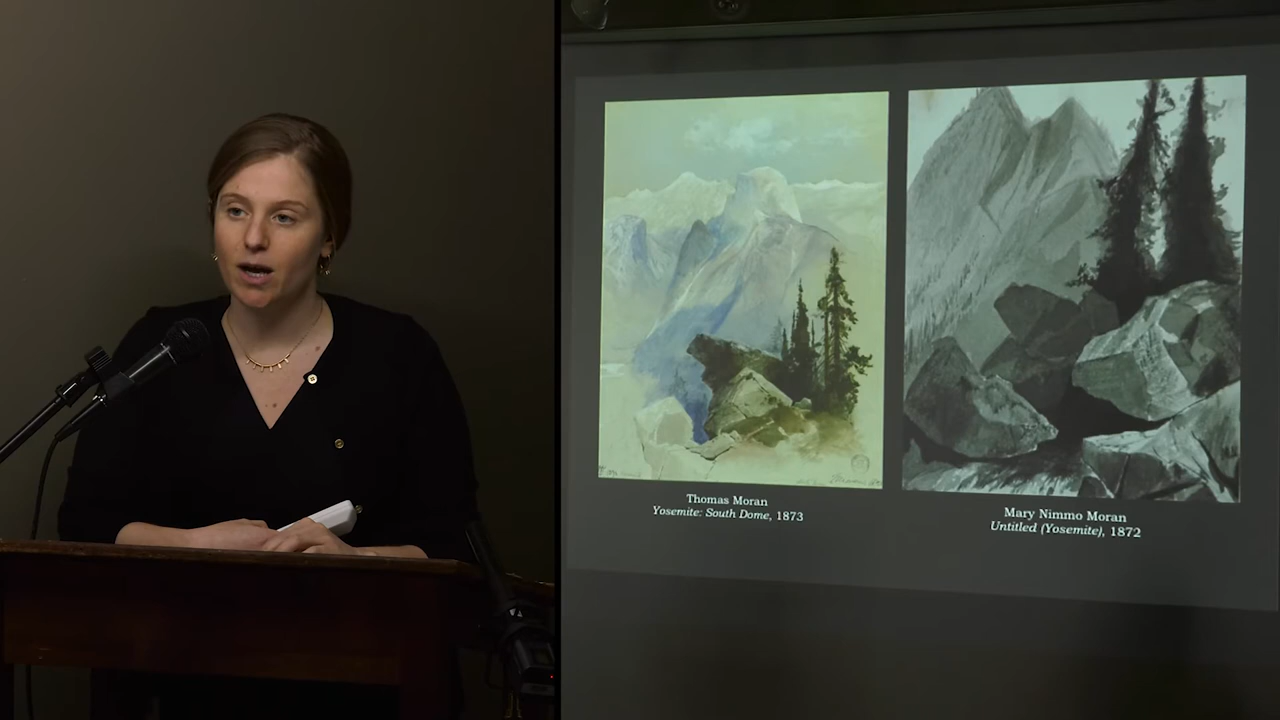 Thomas Moran
Yosemite: South Dome, 1873
Mary Nimmo Moran
Untitled (Yosemite), 1872